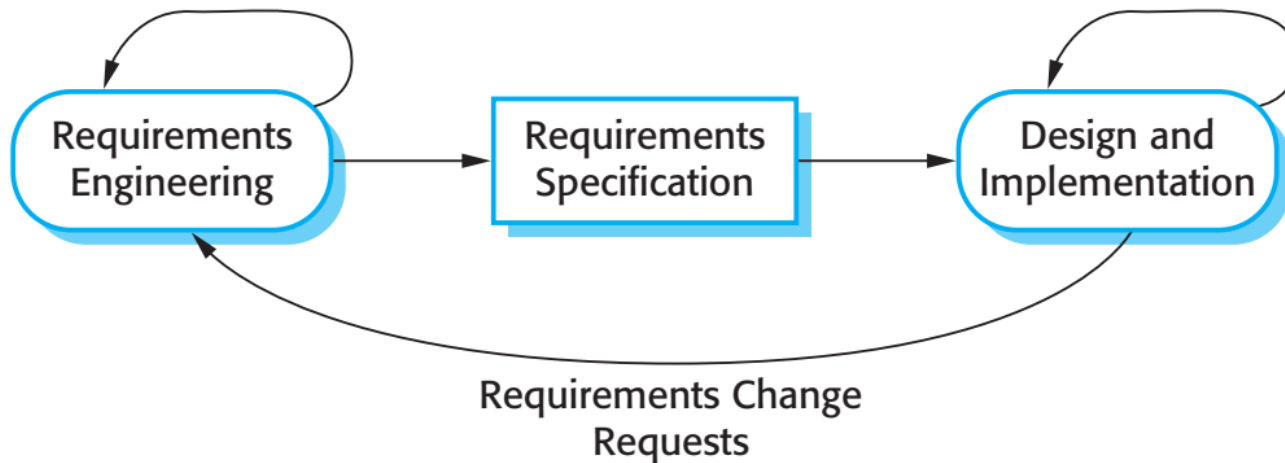 Requirements
Engineering
Requirements
Specification
Design and
Implementation
Requirements Change
Requests